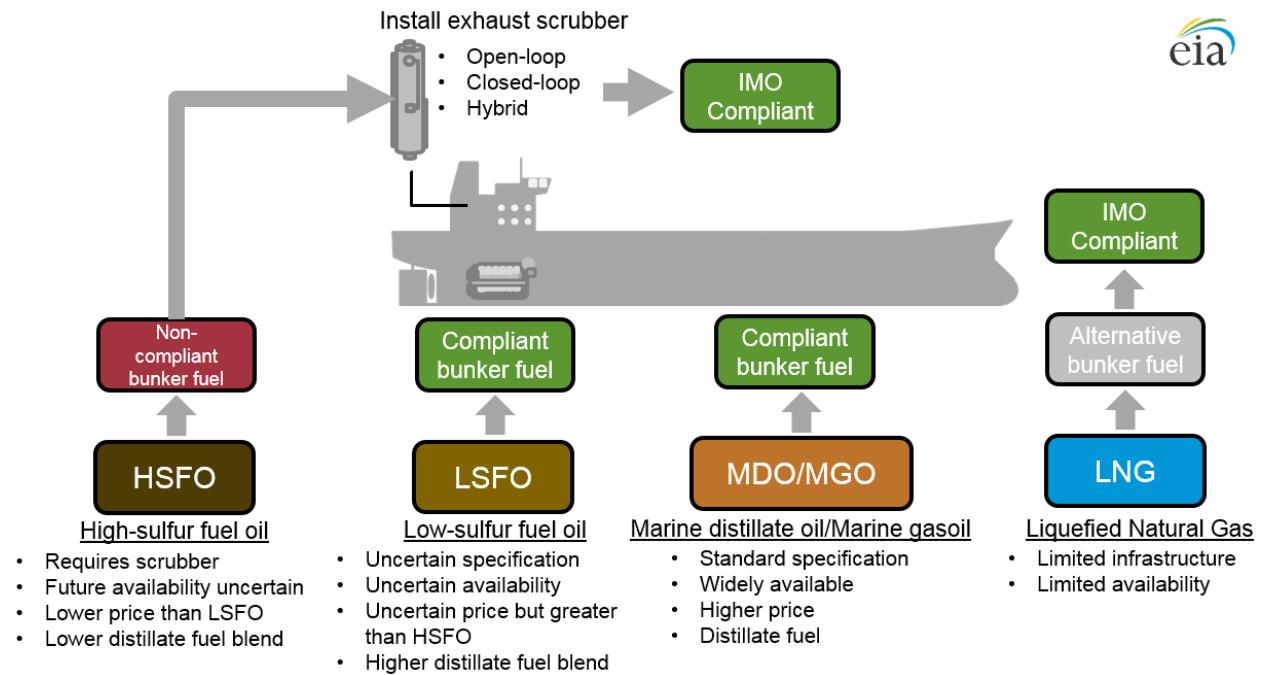 Install exhaust scrubber
• Open-loop
• Closed-loop
• Hybrid
IMO
Compliant
eia
IMO
Compliant
Non-
compliant
bunker fuel
Compliant
bunker fuel
Compliant
bunker fuel
Alternative
bunker fuel
HSFO
LSFO
MDO/MGO
LNG
High-sulfur fuel oil
• Requires scrubber
• Future availability uncertain
• Lower price than LSFO
• Lower distillate fuel blend
Low-sulfur fuel oil
• Uncertain specification
• Uncertain availability
• Uncertain price but greater
than HSFO
• Higher distillate fuel blend
Marine distillate oil/Marine gasoil
• Standard specification
• Widely available
• Higher price
• Distillate fuel
Liquefied Natural Gas
• Limited infrastructure
• Limited availability